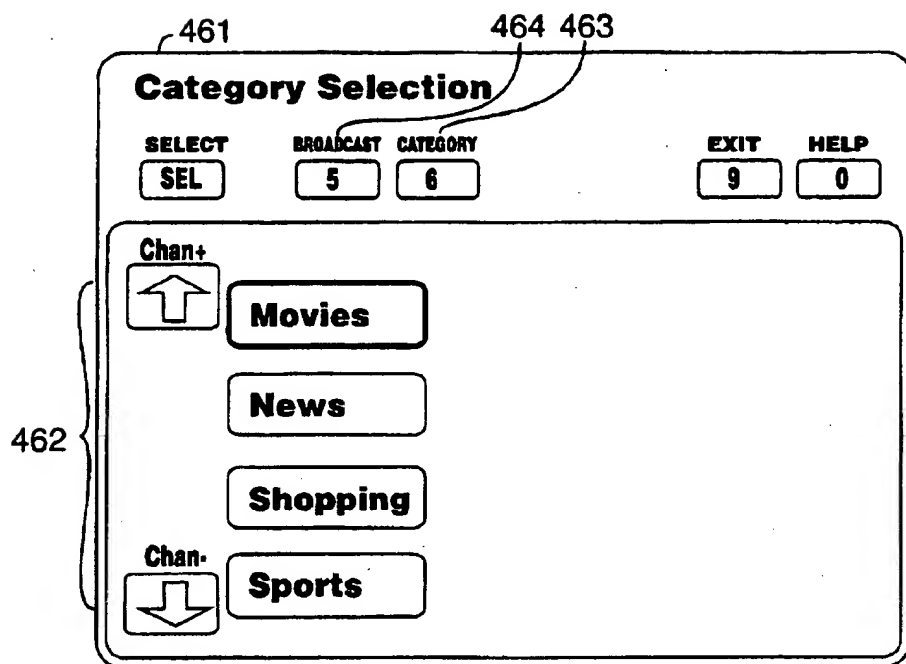 461 464 463
Category Selection
SELECT BROADCAST CATEGORY EXIT HELP
SEL 5 6 9 0
Chan+
Movies
News
462
Shopping
Chan-
Sports